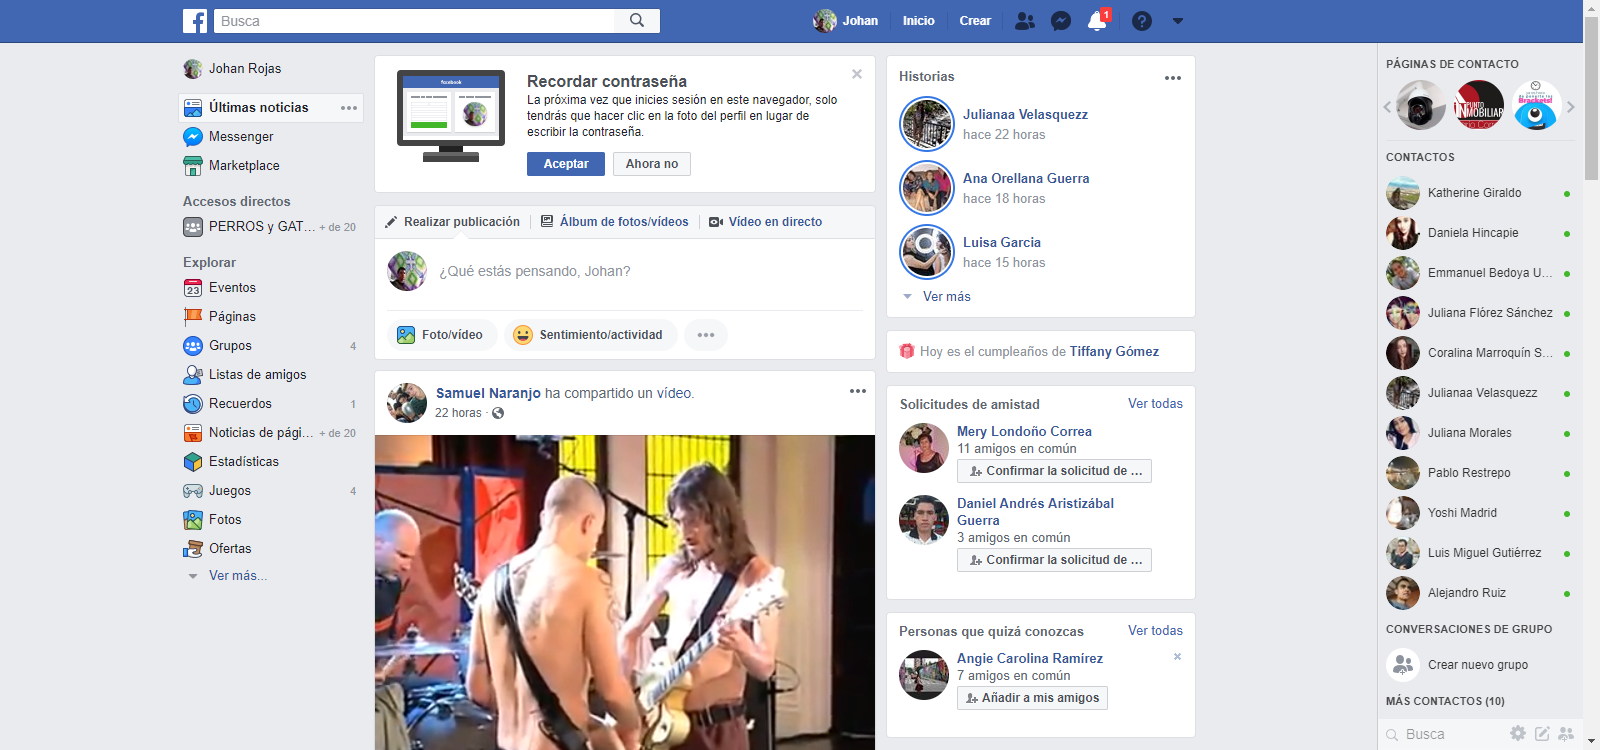 Busca
Johan
Inicio
Crear
1
Johan Rojas
Últimas noticias
Messenger
Marketplace
Accesos directos
PERROS y GAT... + de 20
Explorar
23
Eventos
Páginas
Grupos 4
Listas de amigos
Recuerdos 1
Noticias de pági... + de 20
Estadísticas
Juegos 4
Fotos
Ofertas
Ver más...
facebook
Recordar contraseña
La próxima vez que inicies sesión en este navegador, solo
tendrás que hacer clic en la foto del perfil en lugar de
escribir la contraseña.
Aceptar
Ahora no
Realizar publicación
Álbum de fotos/vídeos
Vídeo en directo
¿Qué estás pensando, Johan?
Foto/vídeo
Sentimiento/actividad
Samuel Naranjo ha compartido un vídeo.
22 horas ·
Historias
Julianaa Velasquezz
hace 22 horas
Ana Orellana Guerra
hace 18 horas
Luisa Garcia
hace 15 horas
Ver más
Hoy es el cumpleaños de Tiffany Gómez
Solicitudes de amistad
Ver todas
Mery Londoño Correa
11 amigos en común
Confirmar la solicitud de ...
Daniel Andrés Aristizábal
Guerra
3 amigos en común
Confirmar la solicitud de ...
Personas que quizá conozcas
Ver todas
Angie Carolina Ramírez
7 amigos en común
Añadir a mis amigos
PÁGINAS DE CONTACTO
PUNTO
INMOBILIAR
Brackets!
CONTACTOS
Katherine Giraldo
Daniela Hincapie
Emmanuel Bedoya U...
Juliana Flórez Sánchez
Coralina Marroquín S...
Julianaa Velasquezz
Juliana Morales
Pablo Restrepo
Yoshi Madrid
Luis Miguel Gutiérrez
Alejandro Ruiz
CONVERSACIONES DE GRUPO
Crear nuevo grupo
MÁS CONTACTOS (10)
Busca